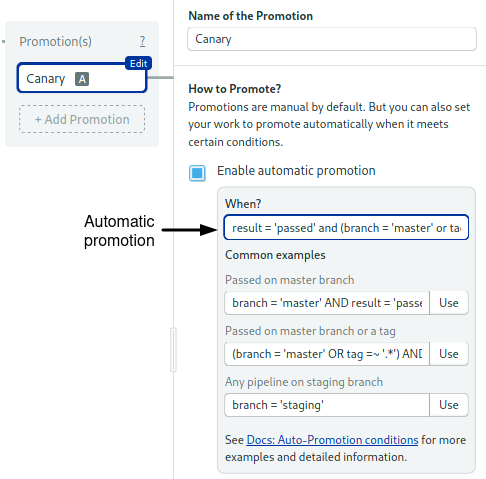 Promotion(s) ?
Edit
Canary A
+ Add Promotion
Automatic
promotion
Name of the Promotion
Canary
How to Promote?
Promotions are manual by default. But you can also set
your work to promote automatically when it meets
certain conditions.
Enable automatic promotion
When?
result = 'passed' and (branch = 'master' or ta
Common examples
Passed on master branch
branch = 'master' AND result = 'passe Use
Passed on master branch or a tag
(branch = 'master' OR tag =~ '.*') AND Use
Any pipeline on staging branch
branch = 'staging' Use
See Docs: Auto-Promotion conditions for more
examples and detailed information.